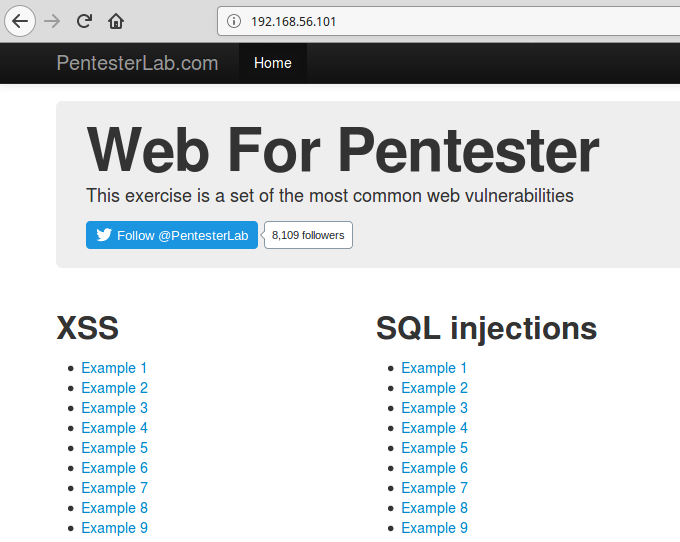 192.168.56.101
PentesterLab.com Home
Web For Pentester
This exercise is a set of the most common web vulnerabilities
Follow @PentesterLab 8,109 followers
XSS
Example 1
Example 2
Example 3
Example 4
Example 5
Example 6
Example 7
Example 8
Example 9
SQL injections
Example 1
Example 2
Example 3
Example 4
Example 5
Example 6
Example 7
Example 8
Example 9